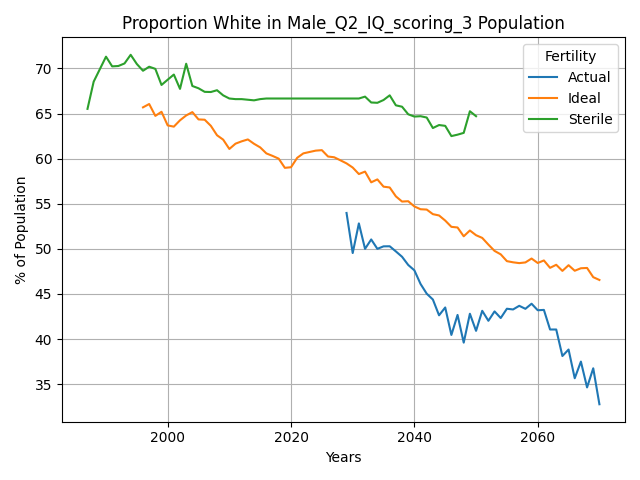 Proportion White in Male_Q2_IQ_scoring_3 Population
Fertility
Actual
Ideal
Sterile
% of Population
70
65
60
55
50
45
40
35
2000
2020
2040
2060
Years